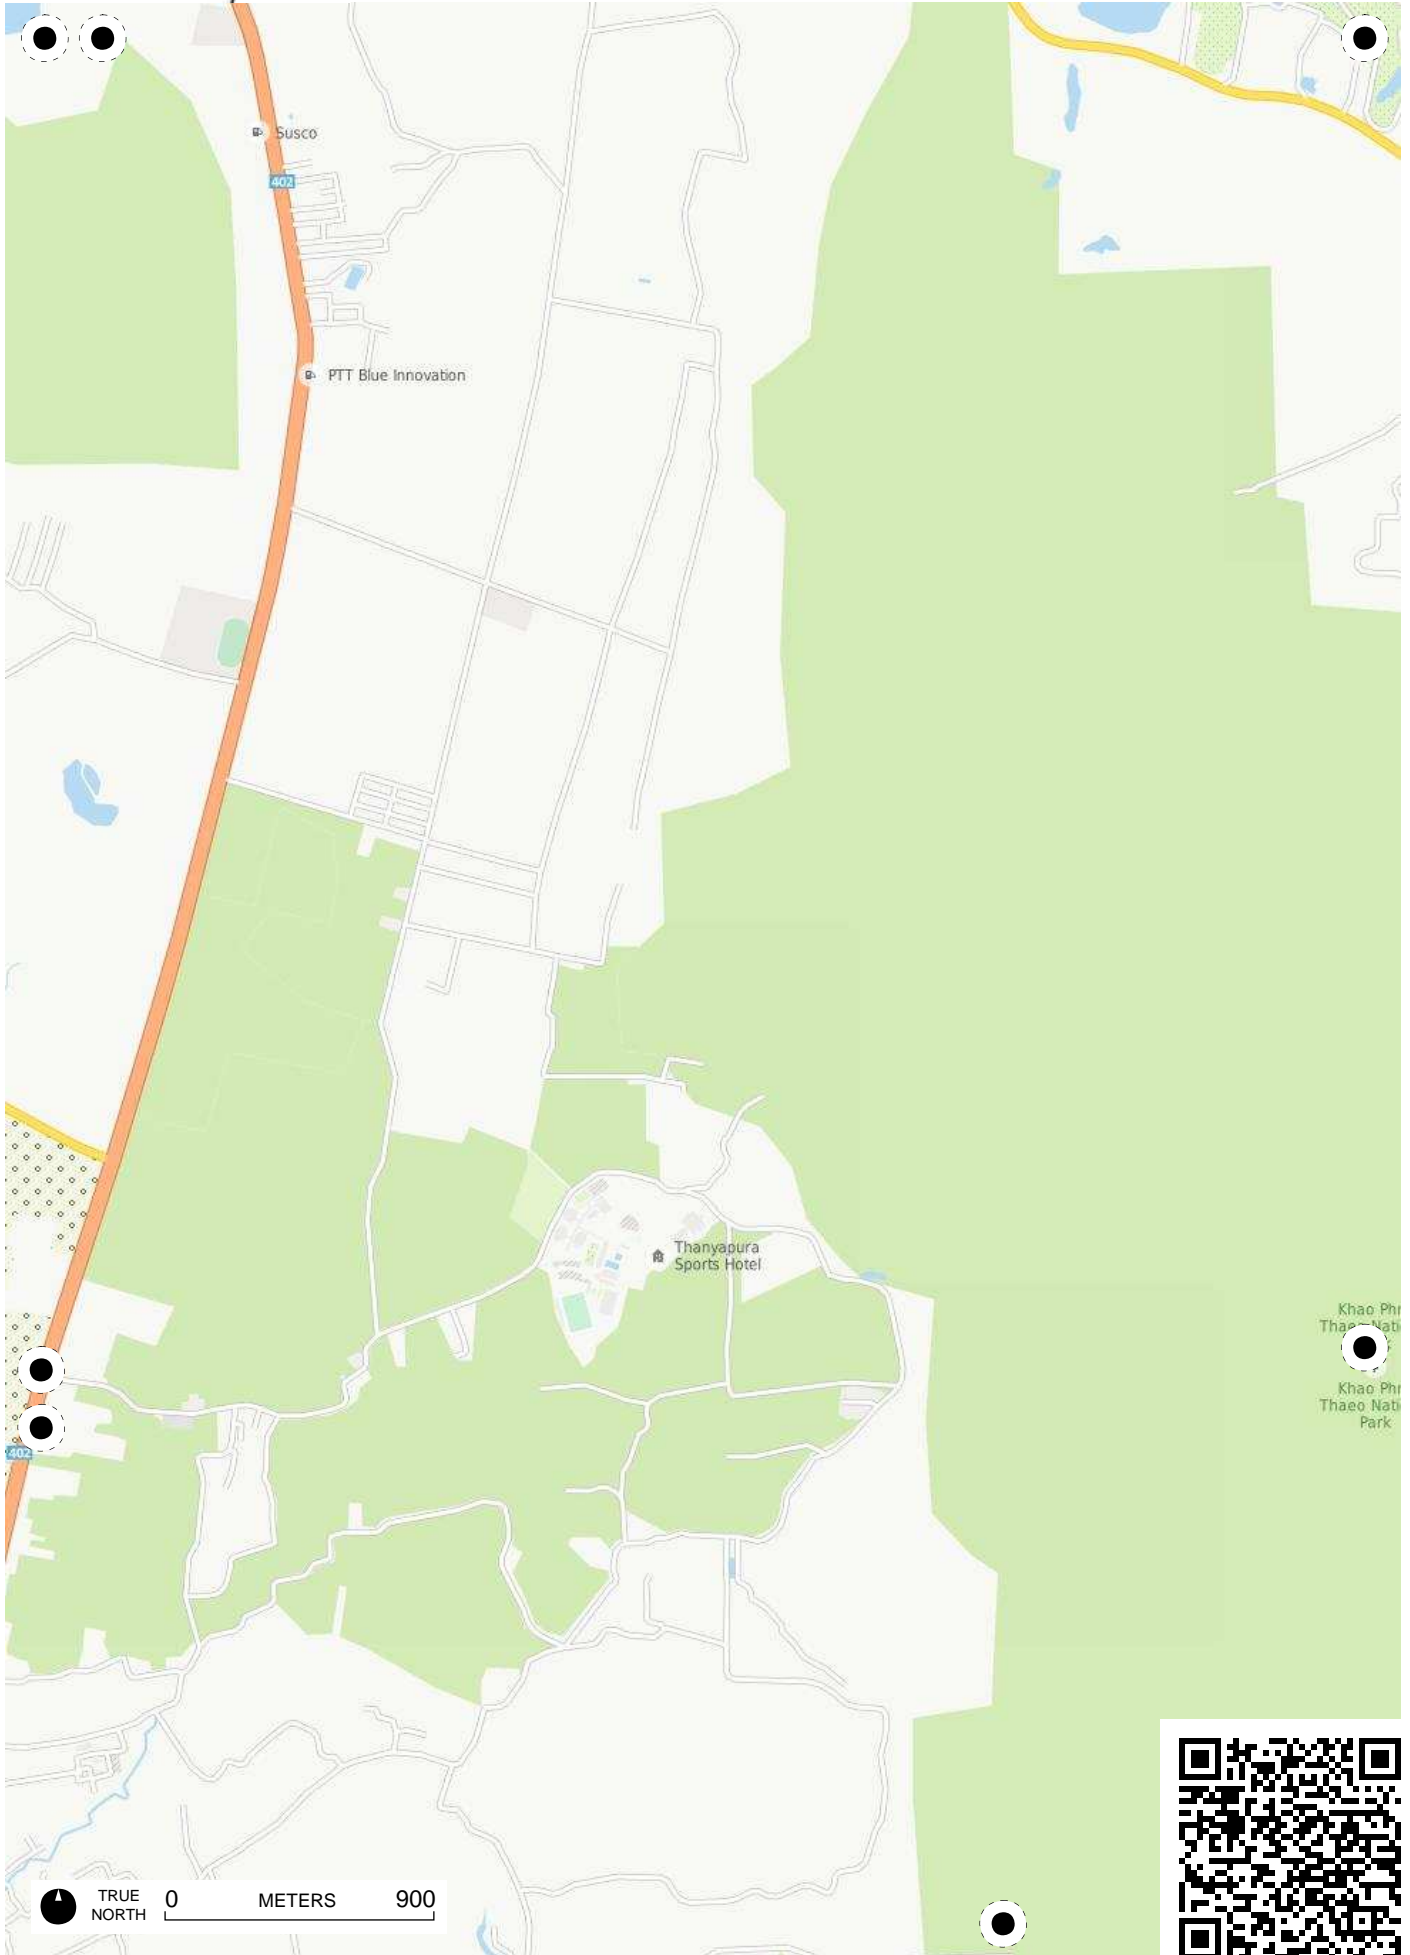 Susco
402
PTT Blue Innovation
Thanyapura
Sports Hotel
Khao Phr
Khao Phr
Thaeo Nati
Park
402
TRUE
NORTH
0
METERS
900